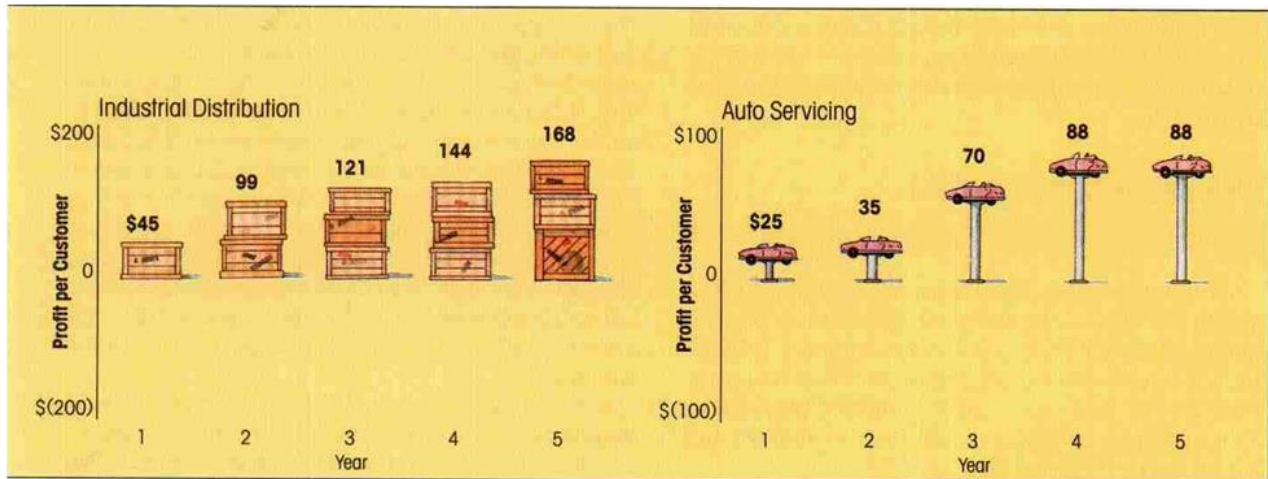 Industrial Distribution
$200
0
$(200)
Profit per Customer
$45
99
121
144
168
1 2 3 4 5
Year
Auto Servicing
$100
0
$(100)
Profit per Customer
$25
35
70
88
88
1 2 3 4 5
Year